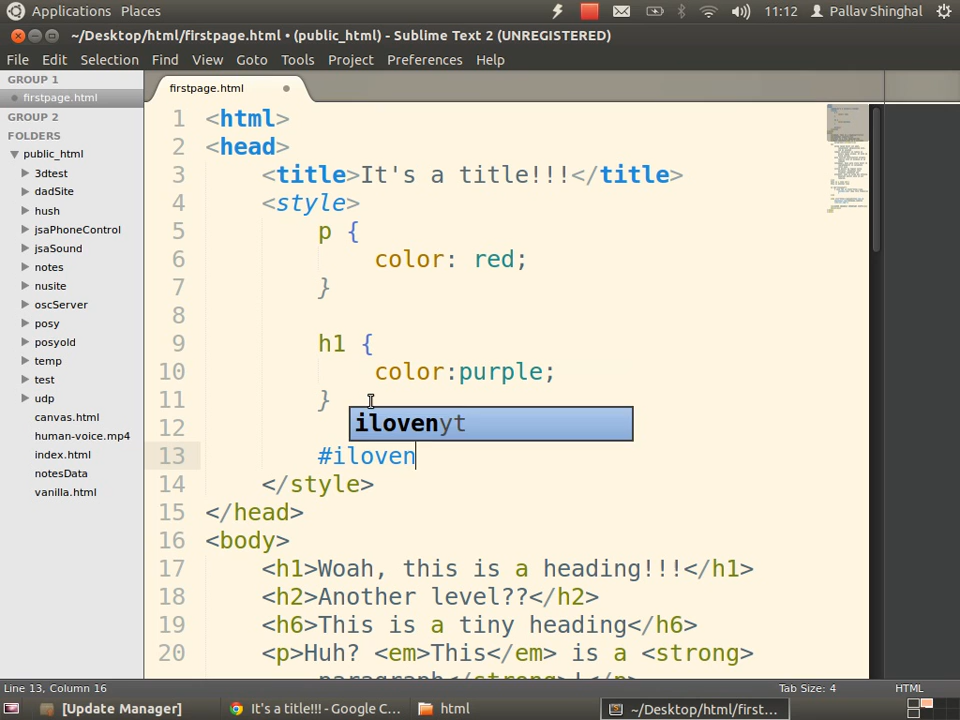 Applications Places 11:12 Pallav Shinghal
~/Desktop/html/firstpage.html • (public_html) - Sublime Text 2 (UNREGISTERED)
File Edit Selection Find View Goto Tools Project Preferences Help
GROUP 1
firstpage.html
GROUP 2
FOLDERS
public_html
3dtest
dadSite
hush
jsaPhoneControl
jsaSound
notes
nusite
oscServer
posy
posyold
temp
test
udp
canvas.html
human-voice.mp4
index.html
notesData
vanilla.html
firstpage.html
1 <html>
2 <head>
3 <title>It's a title!!!</title>
4 <style>
5 p {
6 color: red;
7 }
8
9 h1 {
10 color:purple;
11 }
12
ilovenyt
13 #iloven
14 </style>
15 </head>
16 <body>
17 <h1>Woah, this is a heading!!!</h1>
18 <h2>Another level??</h2>
19 <h6>This is a tiny heading</h6>
20 <p>Huh? <em>This</em> is a <strong>
paragraph</strong>!</p>
Line 13, Column 16 Tab Size: 4 HTML
[Update Manager] It's a title!!! - Google C... html ~/Desktop/html/first...